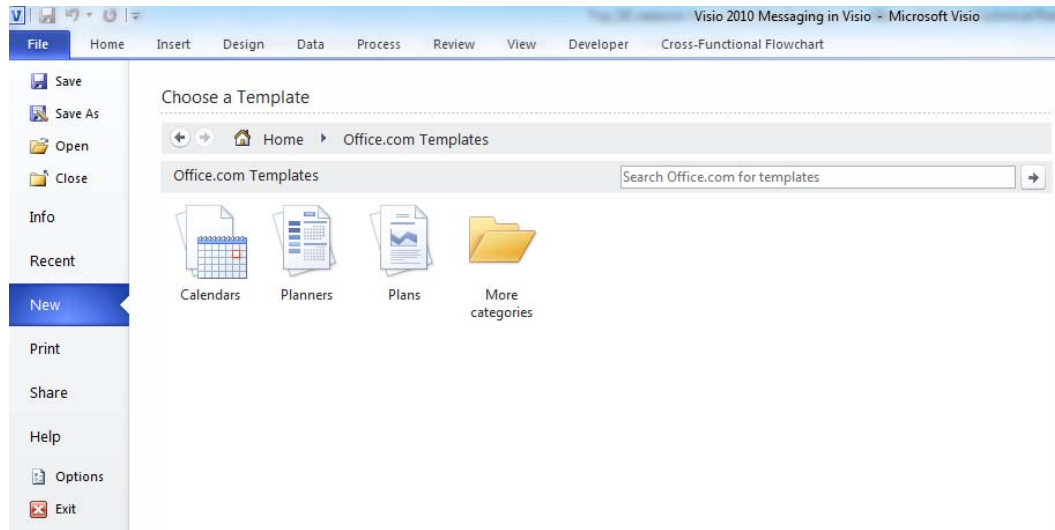 V Visio 2010 Messaging in Visio - Microsoft Visio
File Home Insert Design Data Process Review View Developer Cross-Functional Flowchart
Save
Save As
Open
Close
Info
Recent
New
Print
Share
Help
Options
Exit
Choose a Template
Home Office.com Templates
Office.com Templates Search Office.com for templates
Calendars Planners Plans More
categories